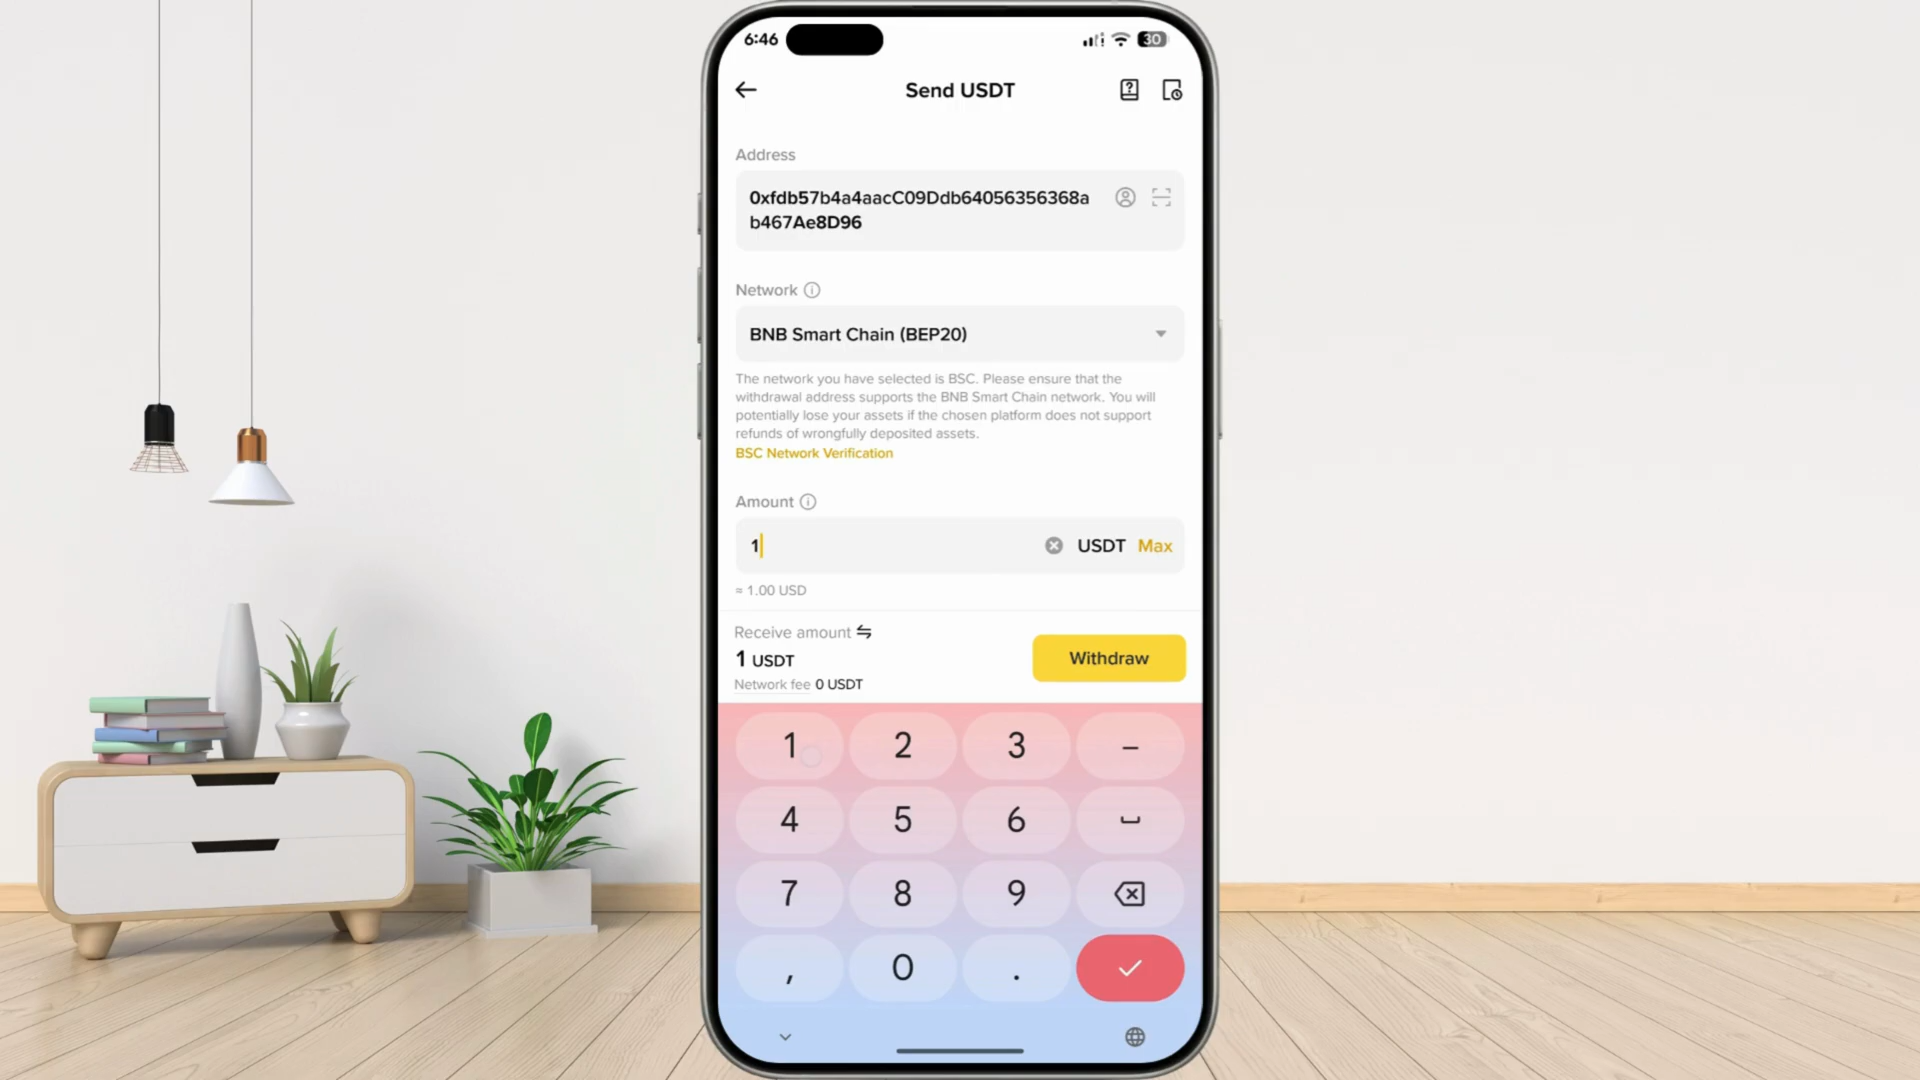 6:46
30
Send USDT
Address
0xfdb57b4a4aacC09Ddb64056356368a
b467Ae8D96
Network
BNB Smart Chain (BEP20)
The network you have selected is BSC. Please ensure that the
withdrawal address supports the BNB Smart Chain network. You will
potentially lose your assets if the chosen platform does not support
refunds of wrongfully deposited assets.
BSC Network Verification
Amount
1 USDT Max
≈ 1.00 USD
Receive amount
1 USDT
Withdraw
Network fee 0 USDT
1 2 3 –
4 5 6
7 8 9
, 0 .